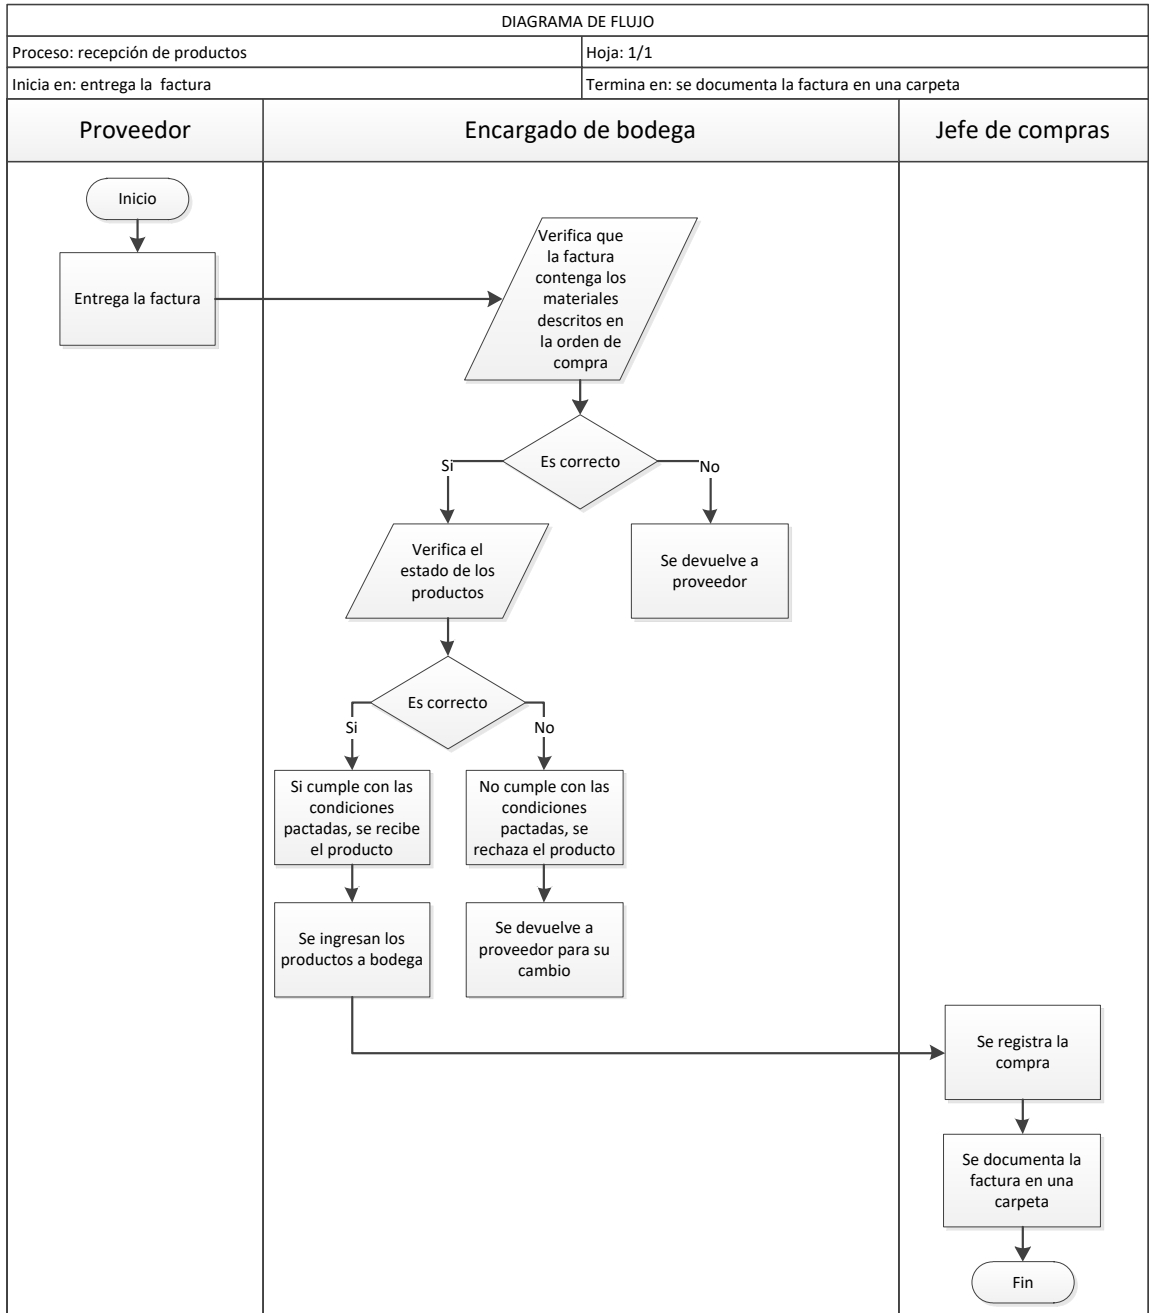 DIAGRAMA DE FLUJO
Proceso: recepción de productos
Hoja: 1/1
Inicia en: entrega la  factura
Termina en: se documenta la factura en una carpeta
Proveedor
Encargado de bodega
Jefe de compras
Inicio
Entrega la factura
Verifica que
la factura
contenga los
materiales
descritos en
la orden de
compra
Es correcto
Si
No
Verifica el
estado de los
productos
Se devuelve a
proveedor
Es correcto
Si
No
Si cumple con las
condiciones
pactadas, se recibe
el producto
No cumple con las
condiciones
pactadas, se
rechaza el producto
Se ingresan los
productos a bodega
Se devuelve a
proveedor para su
cambio
Se registra la
compra
Se documenta la
factura en una
carpeta
Fin